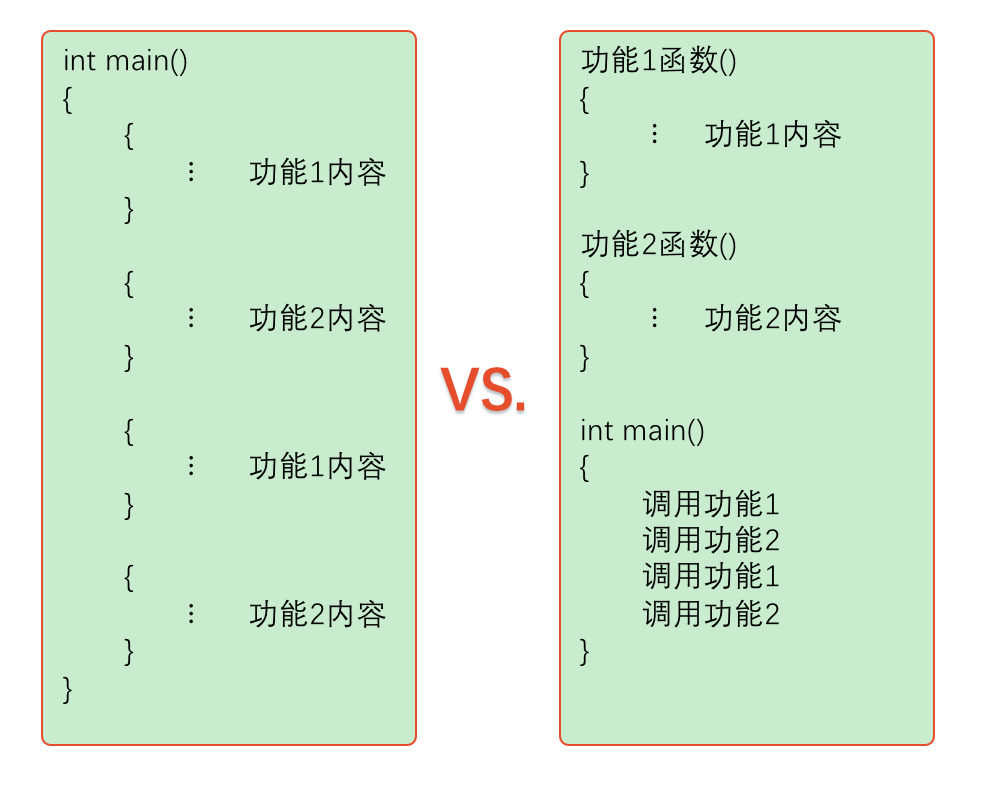 int main()
{
{
⋮ 功能1内容
}
{
⋮ 功能2内容
}
{
⋮ 功能1内容
}
{
⋮ 功能2内容
}
}
VS.
功能1函数()
{
⋮ 功能1内容
}
功能2函数()
{
⋮ 功能2内容
}
int main()
{
调用功能1
调用功能2
调用功能1
调用功能2
}